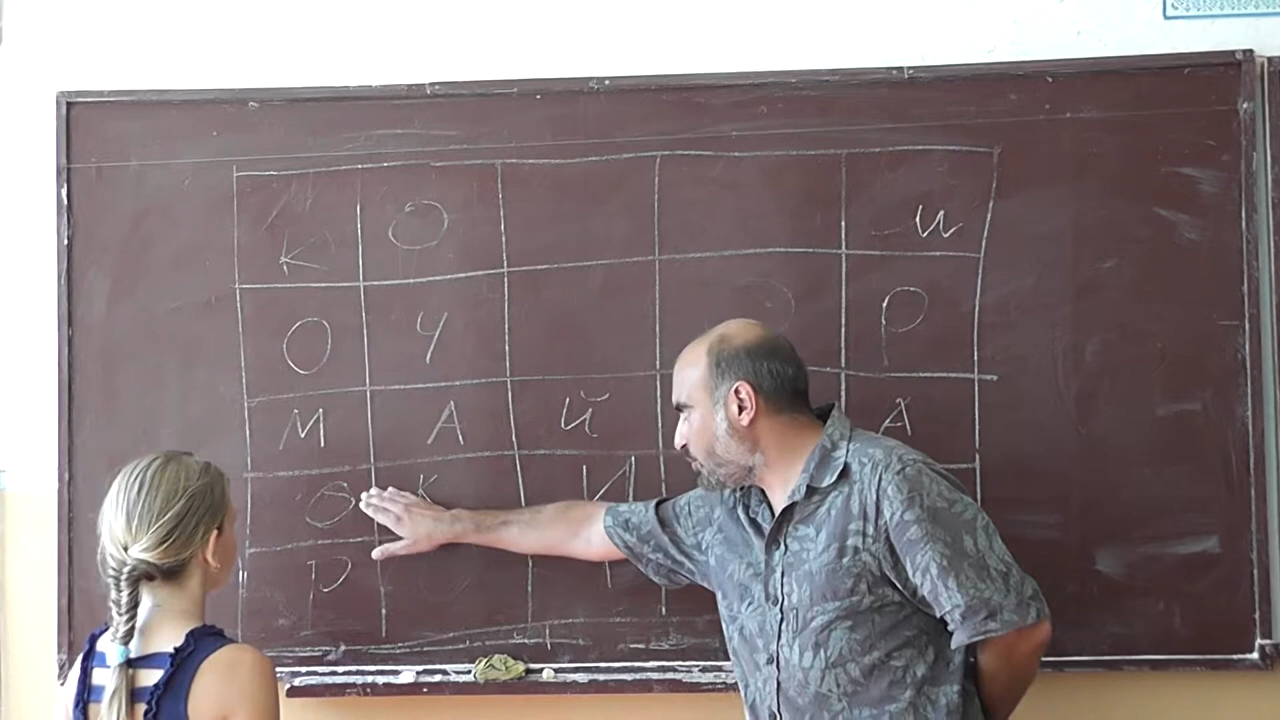 К О И
О Ч Р
М А Й А
О К И
Р